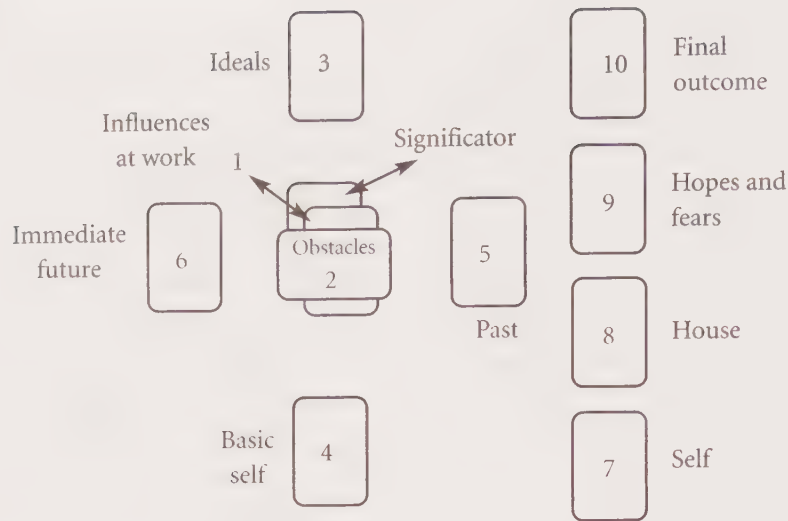 Ideals
3
10
Final
outcome
Influences
at work
1
Significator
Hopes and
fears
9
Immediate
future
6
Obstacles
2
5
Past
8
House
Basic
self
4
7
Self